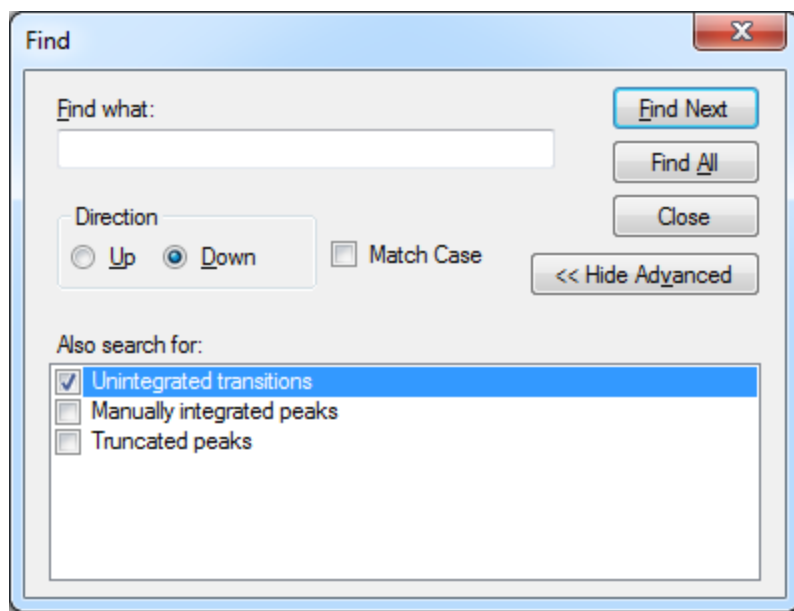 Find
Find what:
Find Next
Find All
Direction
Close
Up
Down
Match Case
<< Hide Advanced
Also search for:
Unintegrated transitions
Manually integrated peaks
Truncated peaks